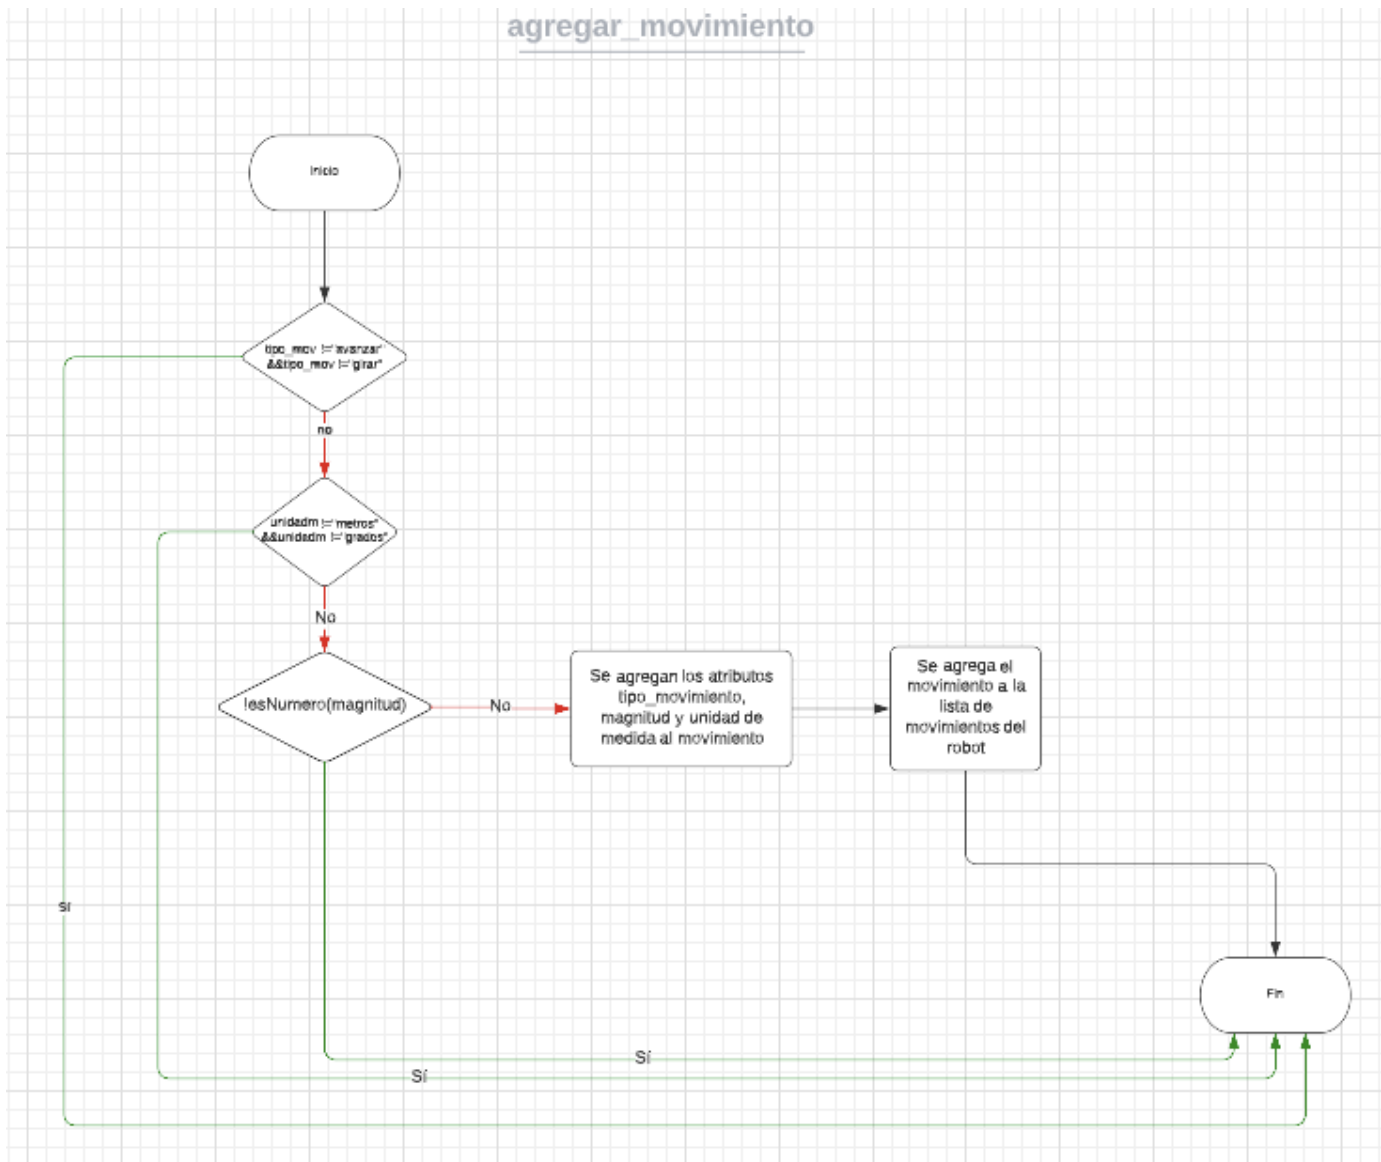 agregar_movimiento
Inicio
tipo_mov !="avanzar"
&&tipo_mov !="girar"
no
unidadm !="metros"
&&unidadm !="grados"
No
!esNumero(magnitud)
No
Se agregan los atributos
tipo_movimiento,
magnitud y unidad de
medida al movimiento
Se agrega el
movimiento a la
lista de
movimientos del
robot
sí
Fin
Sí
Sí